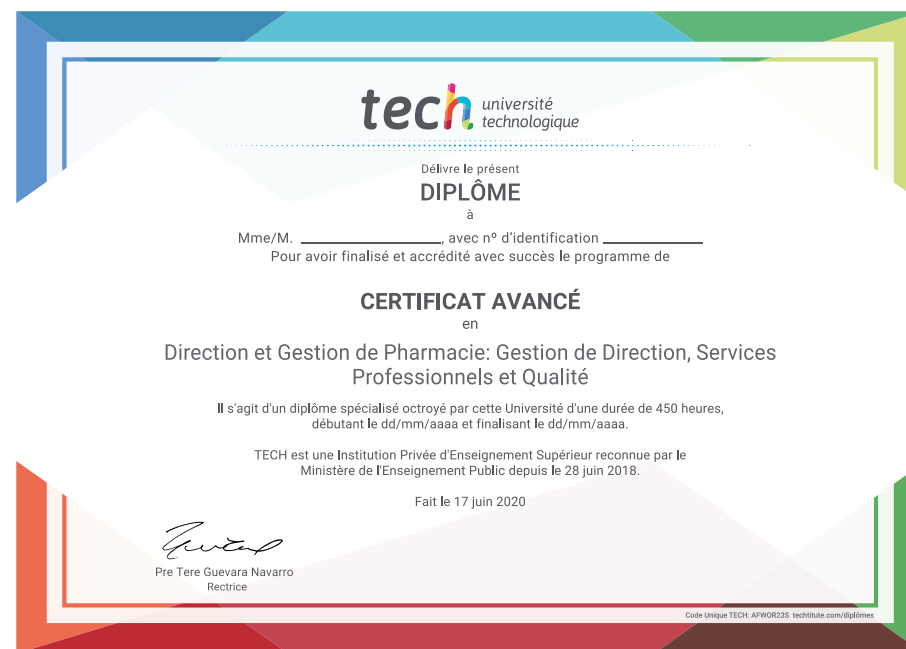 tech université
technologique
Délivre le présent
DIPLÔME
à
Mme/M. ____________________, avec nº d'identification ______________
Pour avoir finalisé et accrédité avec succès le programme de
CERTIFICAT AVANCÉ
en
Direction et Gestion de Pharmacie: Gestion de Direction, Services
Professionnels et Qualité
Il s'agit d'un diplôme spécialisé octroyé par cette Université d'une durée de 450 heures,
débutant le dd/mm/aaaa et finalisant le dd/mm/aaaa.
TECH est une Institution Privée d'Enseignement Supérieur reconnue par le
Ministère de l'Enseignement Public depuis le 28 juin 2018.
Fait le 17 juin 2020
Pre Tere Guevara Navarro
Rectrice
Code Unique TECH: AFWOR23S techtitute.com/diplômes